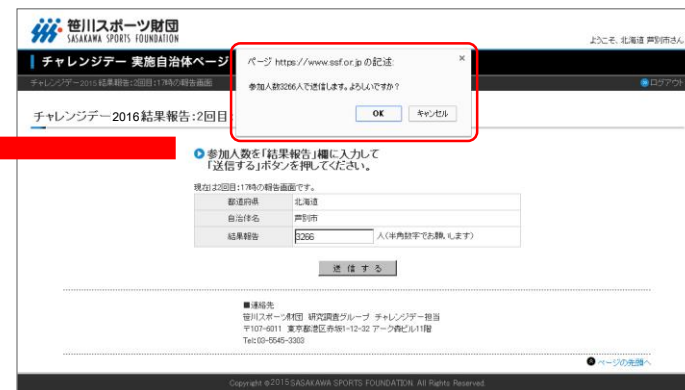 笹川スポーツ財団
SASAKAWA SPORTS FOUNDATION
ようこそ、北海道 芦別市さん
チャレンジデー 実施自治体ページ
チャレンジデー2015 結果報告:2回目:17時の報告画面
ログアウト
ページ https://www.ssf.or.jp の記述:
×
参加人数3266人で送信します。よろしいですか?
OK
キャンセル
チャレンジデー2016結果報告:2回目
参加人数を「結果報告」欄に入力して
「送信する」ボタンを押してください。
現在は2回目:17時の報告画面です。
都道府県 北海道
自治体名 芦別市
結果報告 3266 人(半角数字でお願いします)
送信する
■連絡先
笹川スポーツ財団 研究調査グループ チャレンジデー担当
〒107-6011 東京都港区赤坂1-12-32 アーク森ビル11階
Tel:03-5545-3303
ページの先頭へ
Copyright ©2015 SASAKAWA SPORTS FOUNDATION All Rights Reserved.